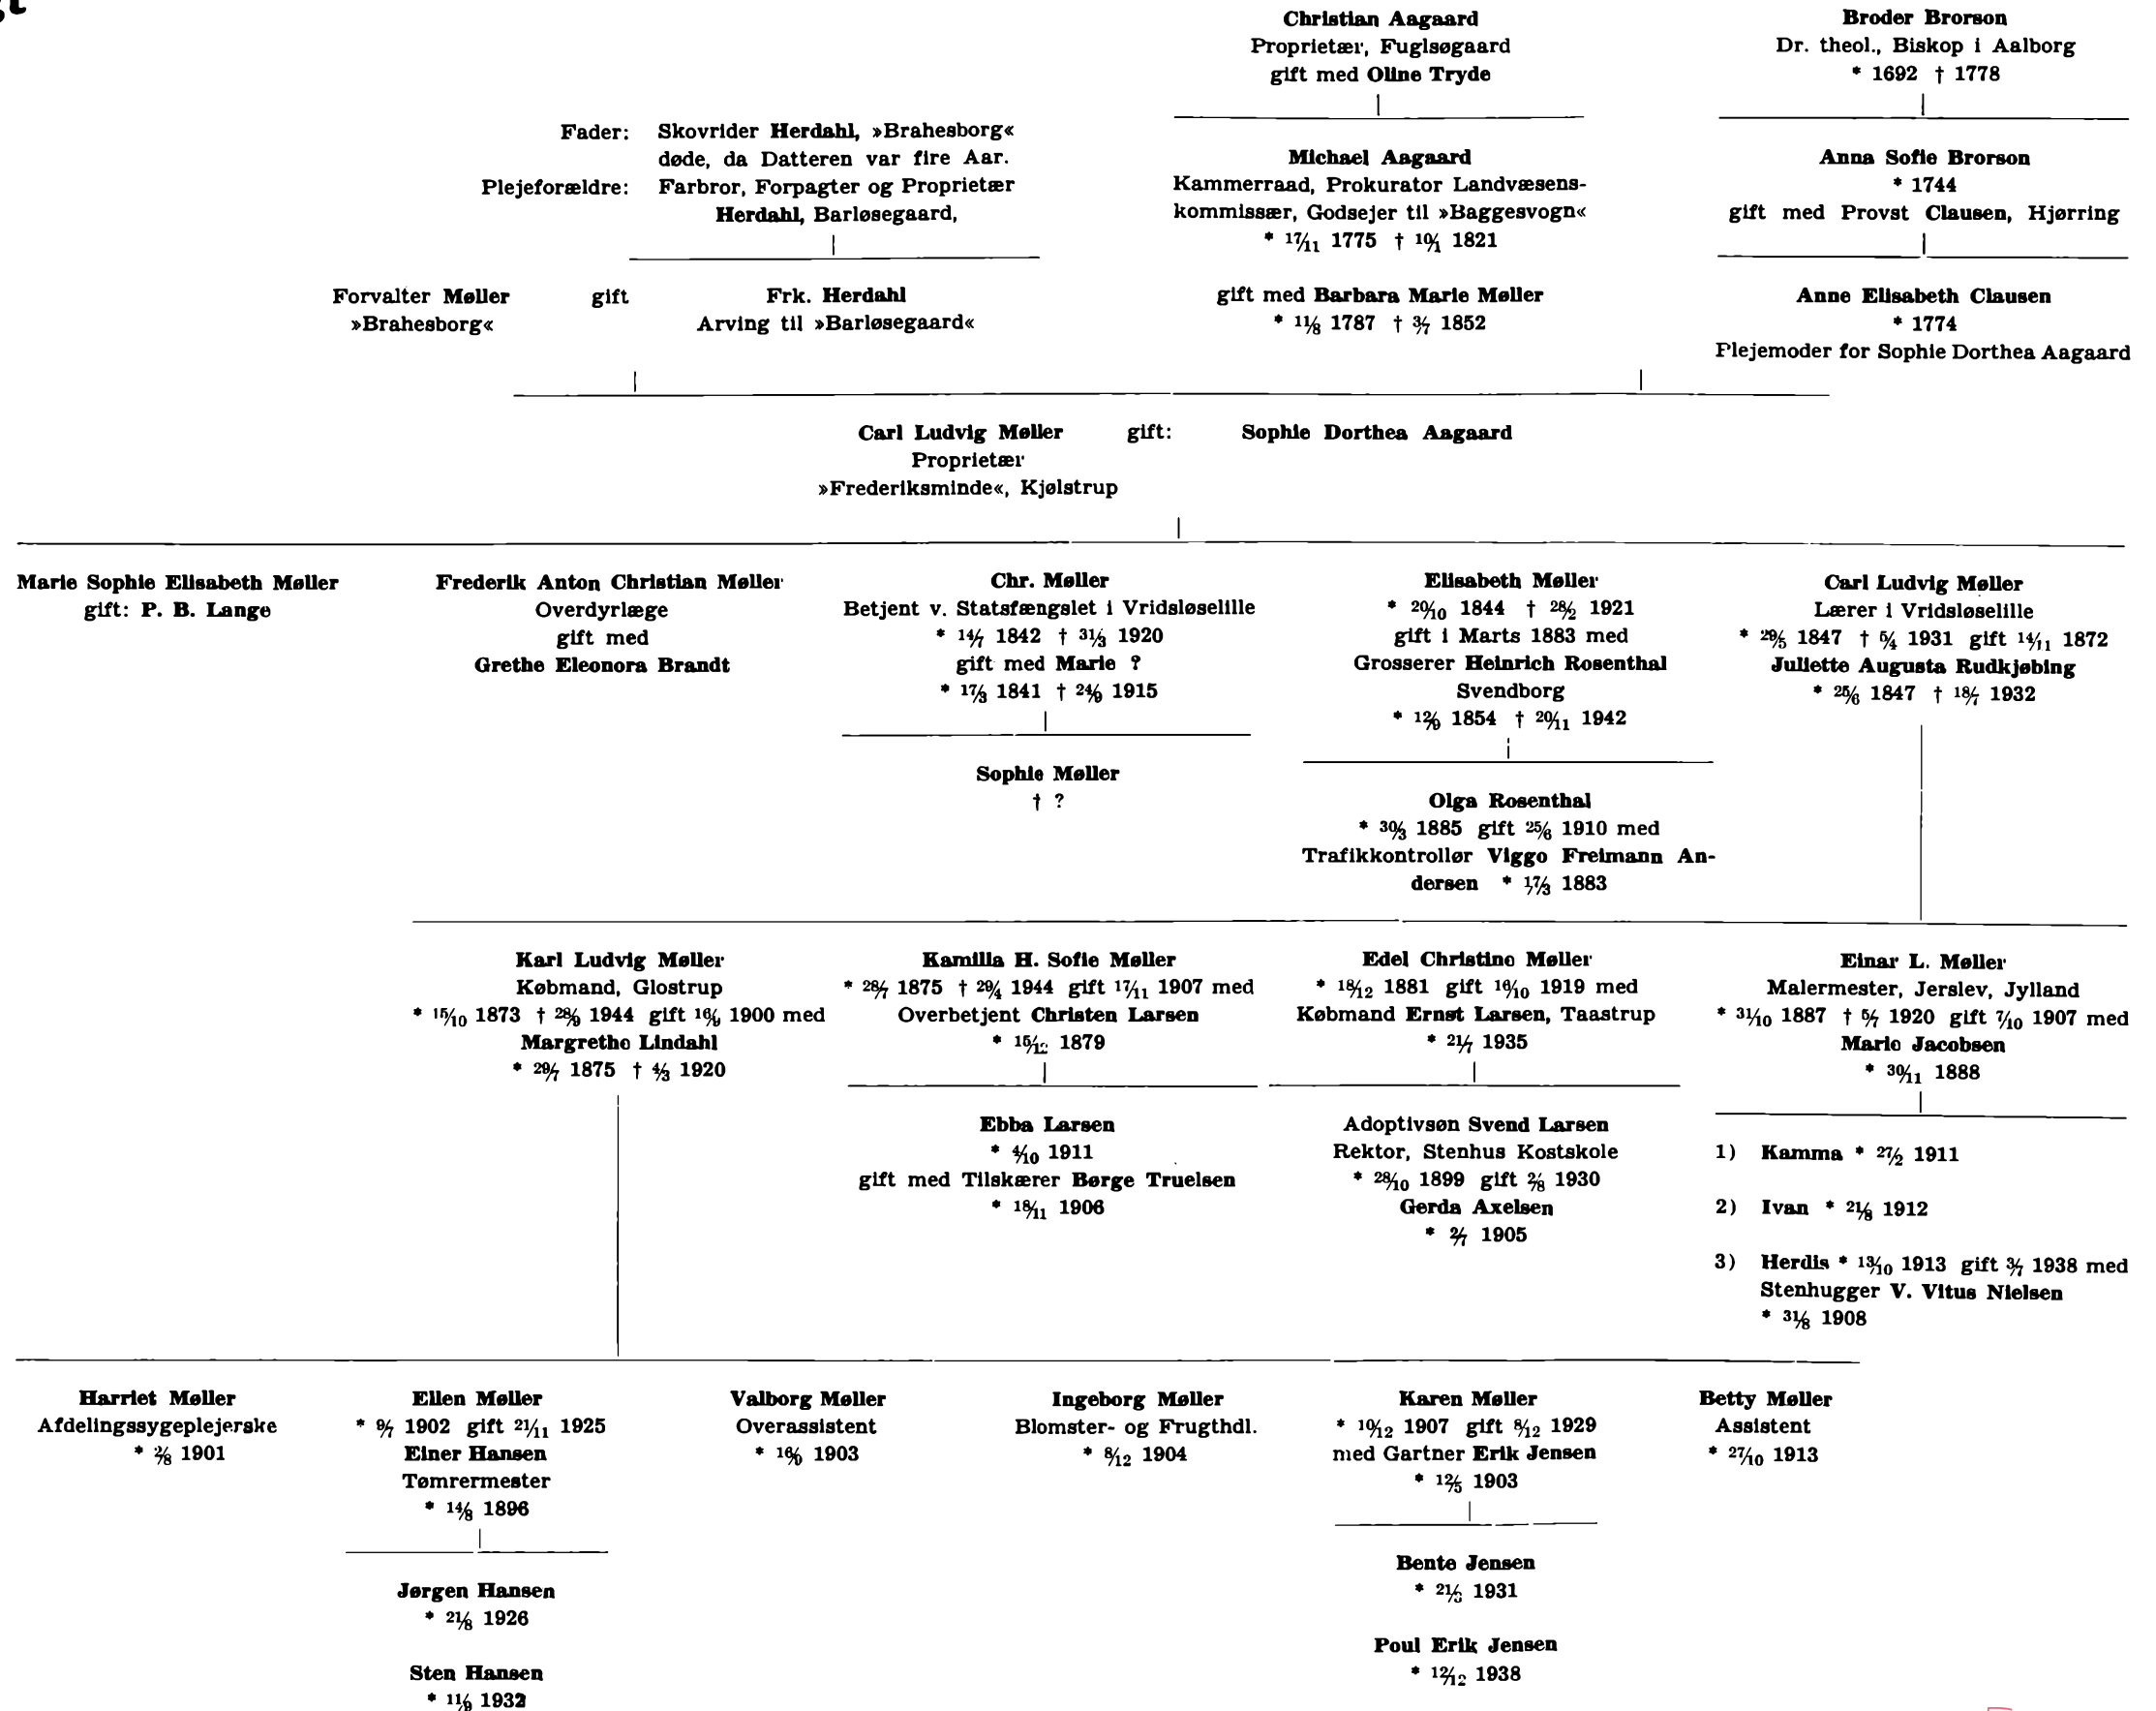 Christian Aagaard
Proprietær, Fuglsøgaard
gift med Oline Tryde
Broder Brorson
Dr. theol., Biskop i Aalborg
* 1692 † 1778
Fader: Skovrider Herdahl, »Brahesborg«
døde, da Datteren var fire Aar.
Plejeforældre: Farbror, Forpagter og Proprietær
Herdahl, Barløsegaard,
Michael Aagaard
Kammerraad, Prokurator Landvæsens-
kommissær, Godsejer til »Baggesvogn«
* 17/11 1775 † 10/1 1821
Anna Sofie Brorson
* 1744
gift med Provst Clausen, Hjørring
Forvalter Møller gift Frk. Herdahl
»Brahesborg« Arving til »Barløsegaard«
gift med Barbara Marie Møller
* 11/8 1787 † 3/7 1852
Anne Elisabeth Clausen
* 1774
Plejemoder for Sophie Dorthea Aagaard
Carl Ludvig Møller gift: Sophie Dorthea Aagaard
Proprietær
»Frederiksminde«, Kjølstrup
Marie Sophie Elisabeth Møller
gift: P. B. Lange
Frederik Anton Christian Møller
Overdyrlæge
gift med
Grethe Eleonora Brandt
Chr. Møller
Betjent v. Statsfængslet i Vridsløselille
* 14/7 1842 † 31/3 1920
gift med Marie ?
* 17/3 1841 † 24/9 1915
Sophie Møller
† ?
Elisabeth Møller
* 20/10 1844 † 28/2 1921
gift i Marts 1883 med
Grosserer Heinrich Rosenthal
Svendborg
* 12/9 1854 † 20/11 1942
Olga Rosenthal
* 30/3 1885 gift 25/6 1910 med
Trafikkontrollør Viggo Freimann An-
dersen * 17/3 1883
Carl Ludvig Møller
Lærer i Vridsløselille
* 29/5 1847 † 5/4 1931 gift 14/11 1872
Juliette Augusta Rudkjøbing
* 25/6 1847 † 18/7 1932
Karl Ludvig Møller
Købmand, Glostrup
* 15/10 1873 † 28/9 1944 gift 16/9 1900 med
Margrethe Lindahl
* 29/7 1875 † 4/3 1920
Kamilla H. Sofie Møller
* 28/7 1875 † 29/4 1944 gift 17/11 1907 med
Overbetjent Christen Larsen
* 15/12 1879
Ebba Larsen
* 4/10 1911
gift med Tilskærer Børge Truelsen
* 18/11 1906
Edel Christine Møller
* 18/12 1881 gift 16/10 1919 med
Købmand Ernst Larsen, Taastrup
* 21/7 1935
Adoptivsøn Svend Larsen
Rektor, Stenhus Kostskole
* 28/10 1899 gift 2/8 1930
Gerda Axelsen
* 2/7 1905
Einar L. Møller
Malermester, Jerslev, Jylland
* 31/10 1887 † 5/7 1920 gift 7/10 1907 med
Marie Jacobsen
* 30/11 1888
1) Kamma * 27/2 1911
2) Ivan * 21/8 1912
3) Herdis * 13/10 1913 gift 3/7 1938 med
Stenhugger V. Vitus Nielsen
* 31/8 1908
Harriet Møller
Afdelingssygeplejerske
* 2/8 1901
Ellen Møller
* 9/7 1902 gift 21/11 1925
Einer Hansen
Tømrermester
* 14/8 1896
Jørgen Hansen
* 21/8 1926
Sten Hansen
* 11/9 1932
Valborg Møller
Overassistent
* 16/9 1903
Ingeborg Møller
Blomster- og Frugthdl.
* 8/12 1904
Karen Møller
* 10/12 1907 gift 8/12 1929
med Gartner Erik Jensen
* 12/5 1903
Bente Jensen
* 1931
Poul Erik Jensen
* 12/12 1938
Betty Møller
Assistent
* 27/10 1913